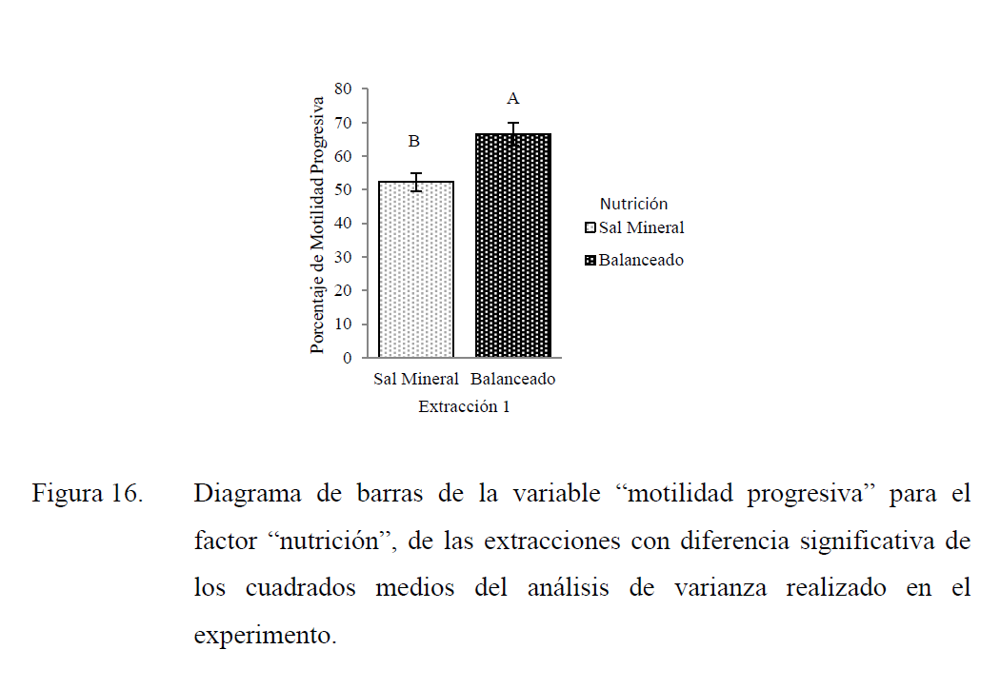 Porcentaje de Motilidad Progresiva
80
70
60
50
40
30
20
10
0
B
A
Sal Mineral Balanceado
Extracción 1
Nutrición
Sal Mineral
Balanceado
Figura 16. Diagrama de barras de la variable “motilidad progresiva” para el
factor “nutrición”, de las extracciones con diferencia significativa de
los cuadrados medios del análisis de varianza realizado en el
experimento.